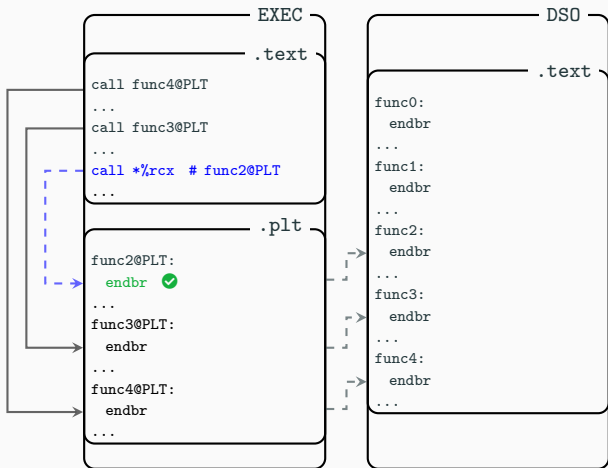 EXEC
.text
call func4@PLT
...
call func3@PLT
...
call *%rcx # func2@PLT
...
.plt
func2@PLT:
endbr
...
func3@PLT:
endbr
...
func4@PLT:
endbr
...
DSO
.text
func0:
endbr
...
func1:
endbr
...
func2:
endbr
...
func3:
endbr
...
func4:
endbr
...